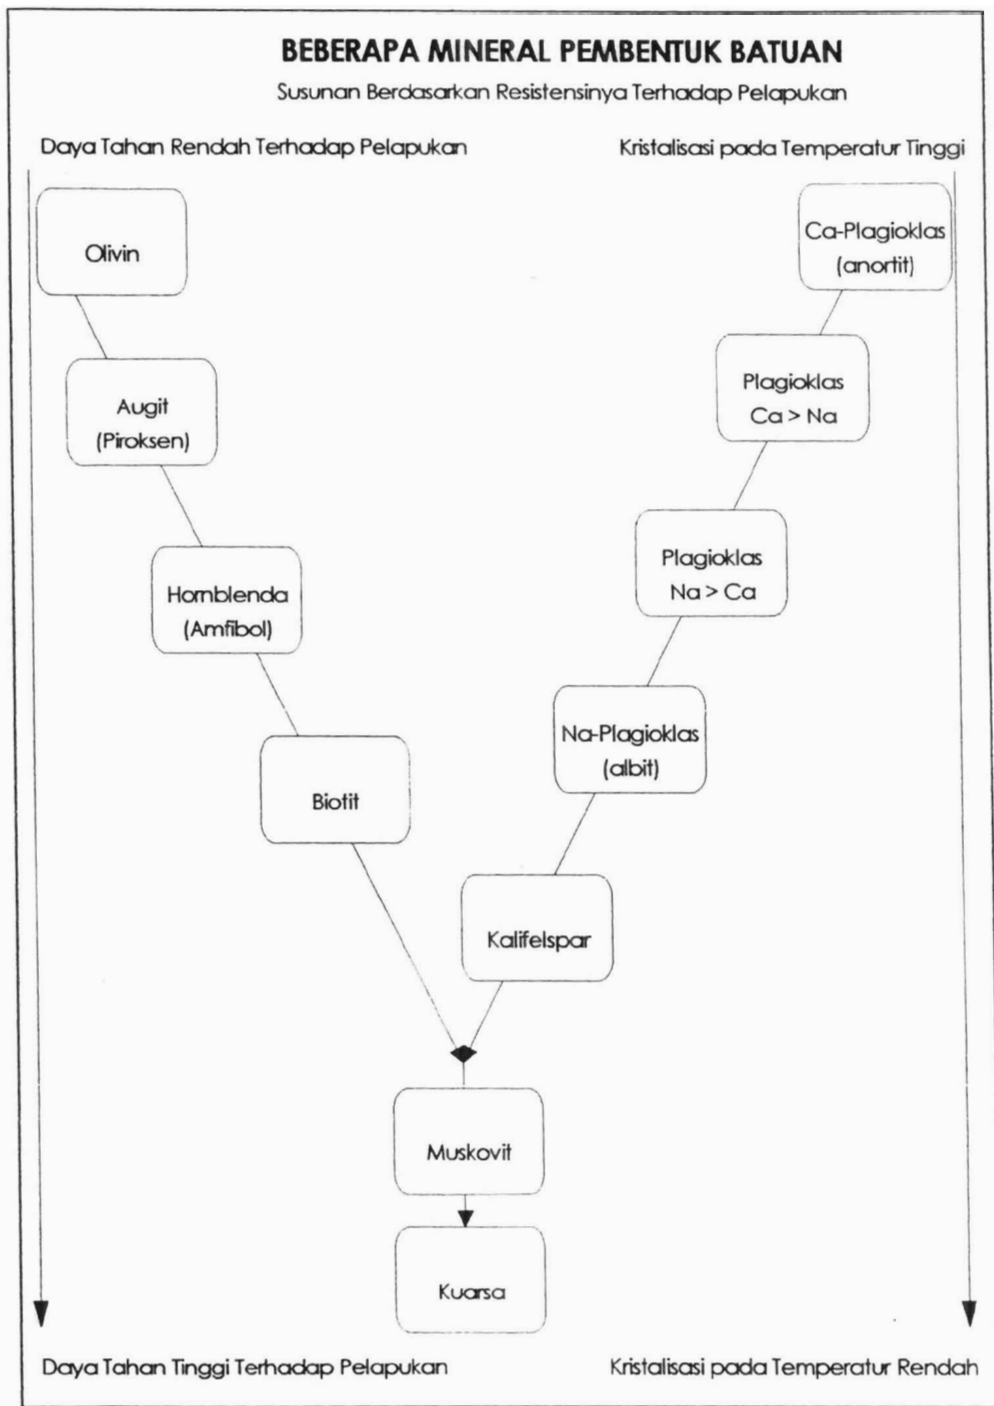 BEBERAPA MINERAL PEMBENTUK BATUAN
Susunan Berdasarkan Resistensinya Terhadap Pelapukan
Daya Tahan Rendah Terhadap Pelapukan
Kristalisasi pada Temperatur Tinggi
Olivin
Ca-Plagioklas
(anortit)
Augit
(Piroksen)
Plagioklas
Ca > Na
Hornblenda
(Amfibol)
Plagioklas
Na > Ca
Biotit
Na-Plagioklas
(albit)
Kalifelspar
Muskovit
Kuarsa
Daya Tahan Tinggi Terhadap Pelapukan
Kristalisasi pada Temperatur Rendah